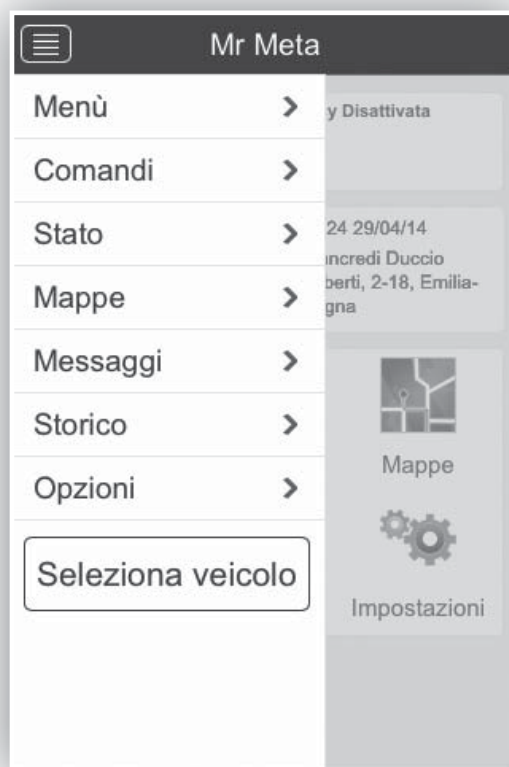 Mr Meta
Menù
Comandi
Stato
Mappe
Messaggi
Storico
Opzioni
Seleziona veicolo
y Disattivata
24 29/04/14
ncredi Duccio
berti, 2-18, Emilia-
gna
Mappe
Impostazioni